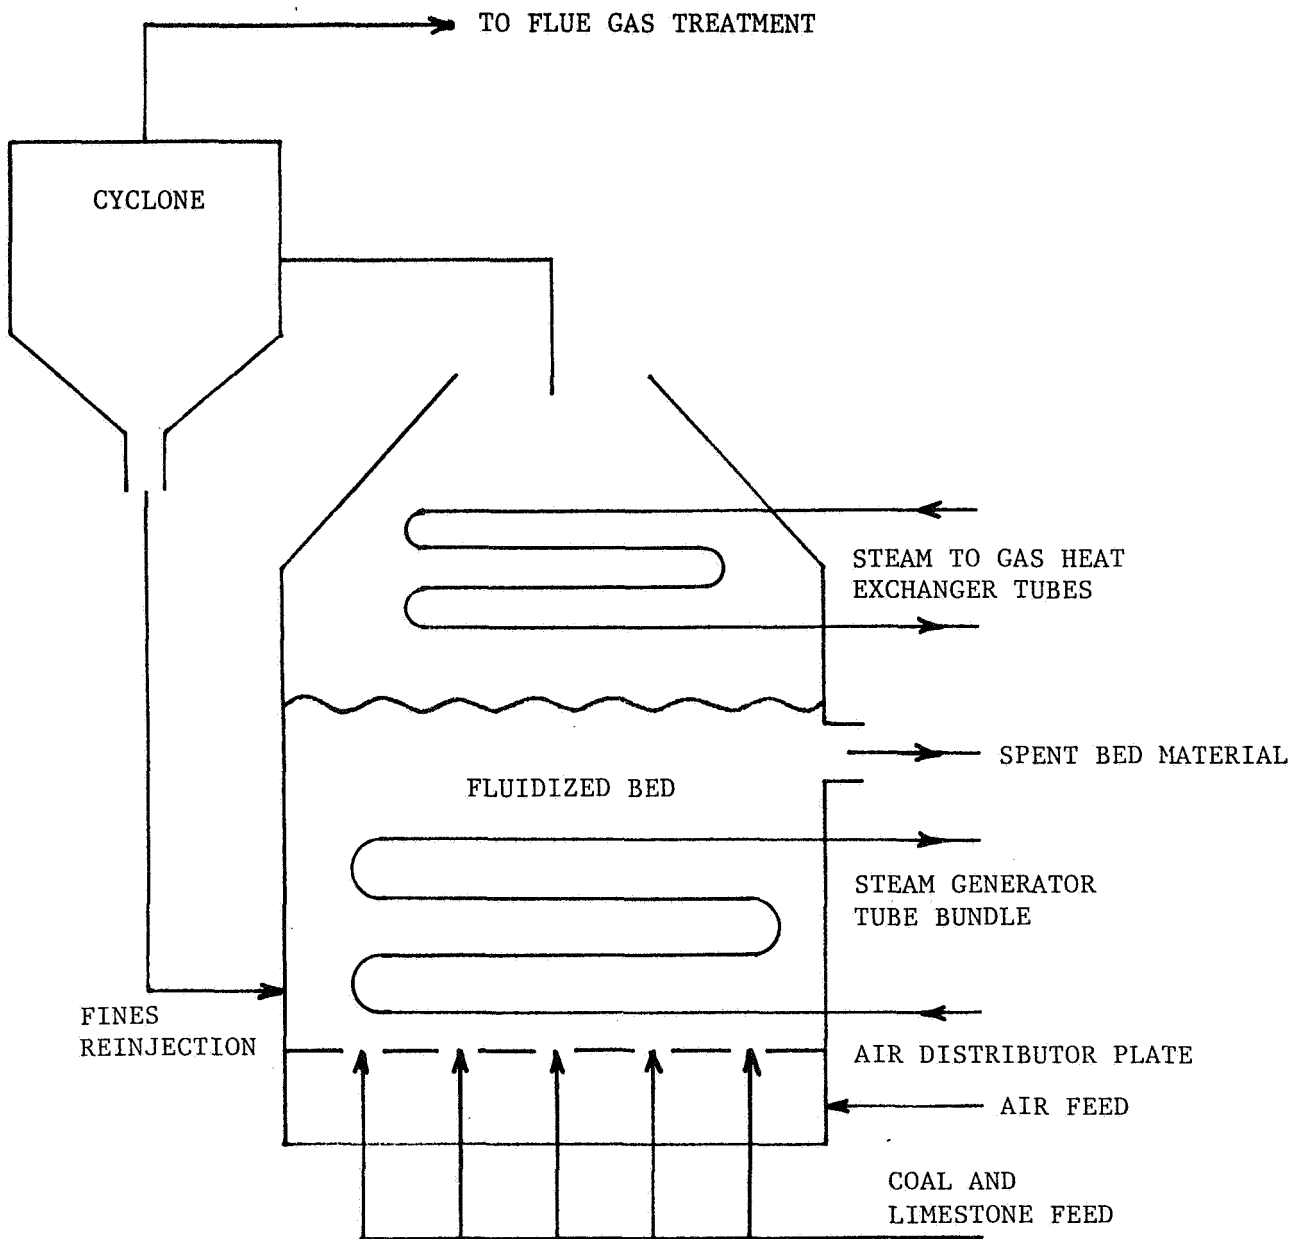 TO FLUE GAS TREATMENT
CYCLONE
STEAM TO GAS HEAT
EXCHANGER TUBES
SPENT BED MATERIAL
FLUIDIZED BED
STEAM GENERATOR
TUBE BUNDLE
FINES
REINJECTION
AIR DISTRIBUTOR PLATE
AIR FEED
COAL AND
LIMESTONE FEED